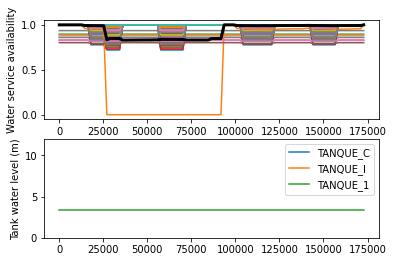 Water service availability
1.0
0.5
0.0
0 25000 50000 75000 100000 125000 150000 175000
Tank water level (m)
10
5
0
TANQUE_C
TANQUE_I
TANQUE_1
0 25000 50000 75000 100000 125000 150000 175000